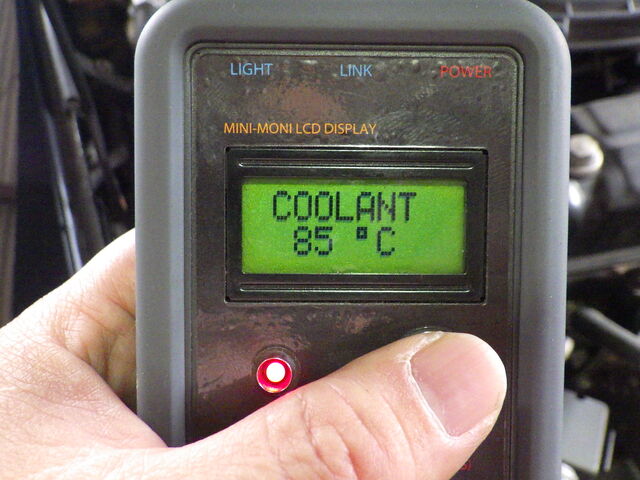 LIGHT LINK POWER
MINI-MONI LCD DISPLAY
COOLANT
85 °C